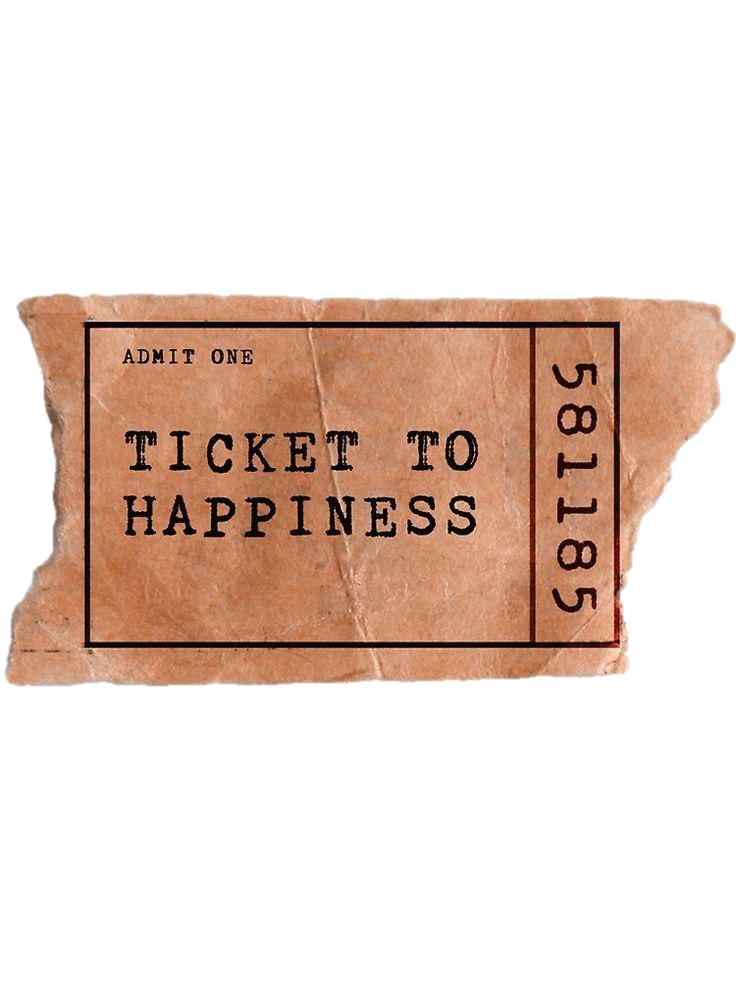 ADMIT ONE
TICKET TO
HAPPINESS
581185